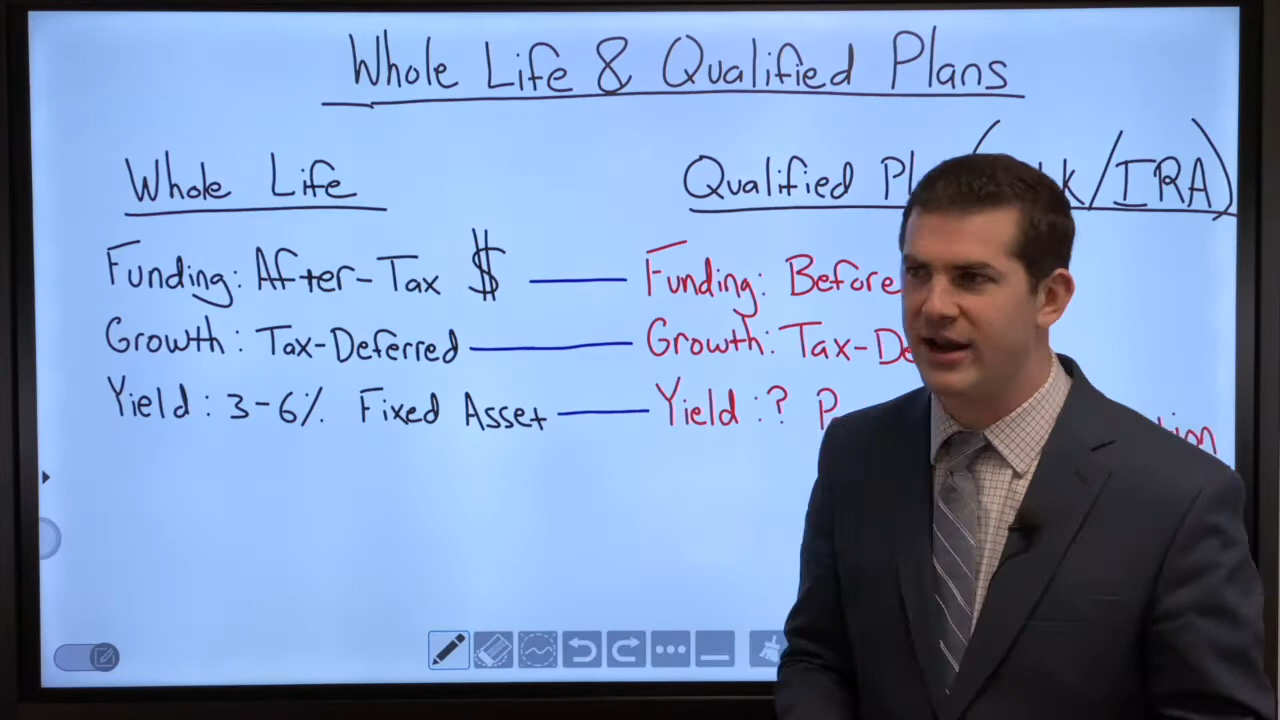 Whole Life & Qualified Plans
Whole Life
Qualified / IRA)
Funding: After-Tax $
Funding: Before
Growth: Tax-Deferred
Growth: Tax-De
Yield: 3-6% Fixed Asset
Yield: ? P